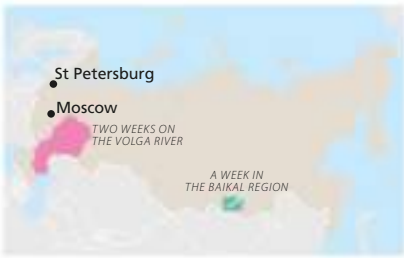 St Petersburg
Moscow
TWO WEEKS ON
THE VOLGA RIVER
A WEEK IN
THE BAIKAL REGION